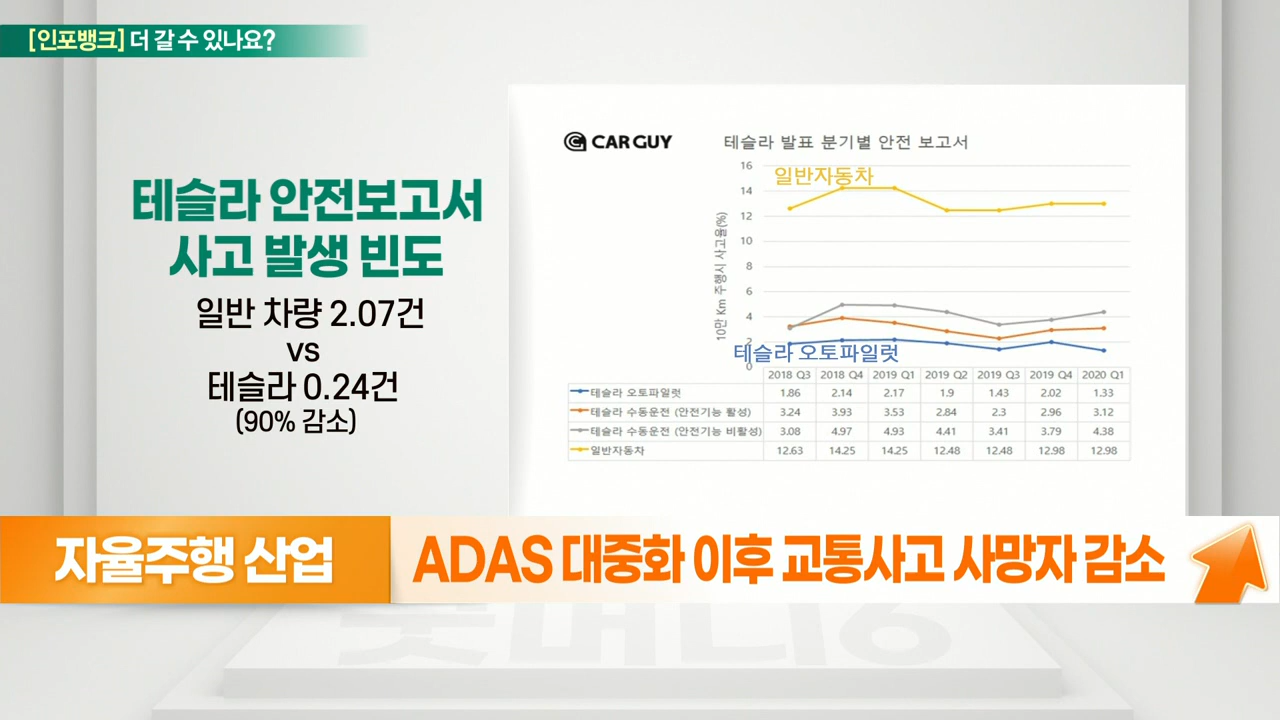 [인포뱅크] 더 갈 수 있나요?
테슬라 안전보고서
사고 발생 빈도
일반 차량 2.07건
vs
테슬라 0.24건
(90% 감소)
CAR GUY
테슬라 발표 분기별 안전 보고서
10만 Km 주행시 사고율(%)
16
14
12
10
8
6
4
2
0
일반자동차
테슬라 오토파일럿
2018 Q3 2018 Q4 2019 Q1 2019 Q2 2019 Q3 2019 Q4 2020 Q1
테슬라 오토파일럿 1.86 2.14 2.17 1.9 1.43 2.02 1.33
테슬라 수동운전 (안전기능 활성) 3.24 3.93 3.53 2.84 2.3 2.96 3.12
테슬라 수동운전 (안전기능 비활성) 3.08 4.97 4.93 4.41 3.41 3.79 4.38
일반자동차 12.63 14.25 14.25 12.48 12.48 12.98 12.98
자율주행 산업
ADAS 대중화 이후 교통사고 사망자 감소